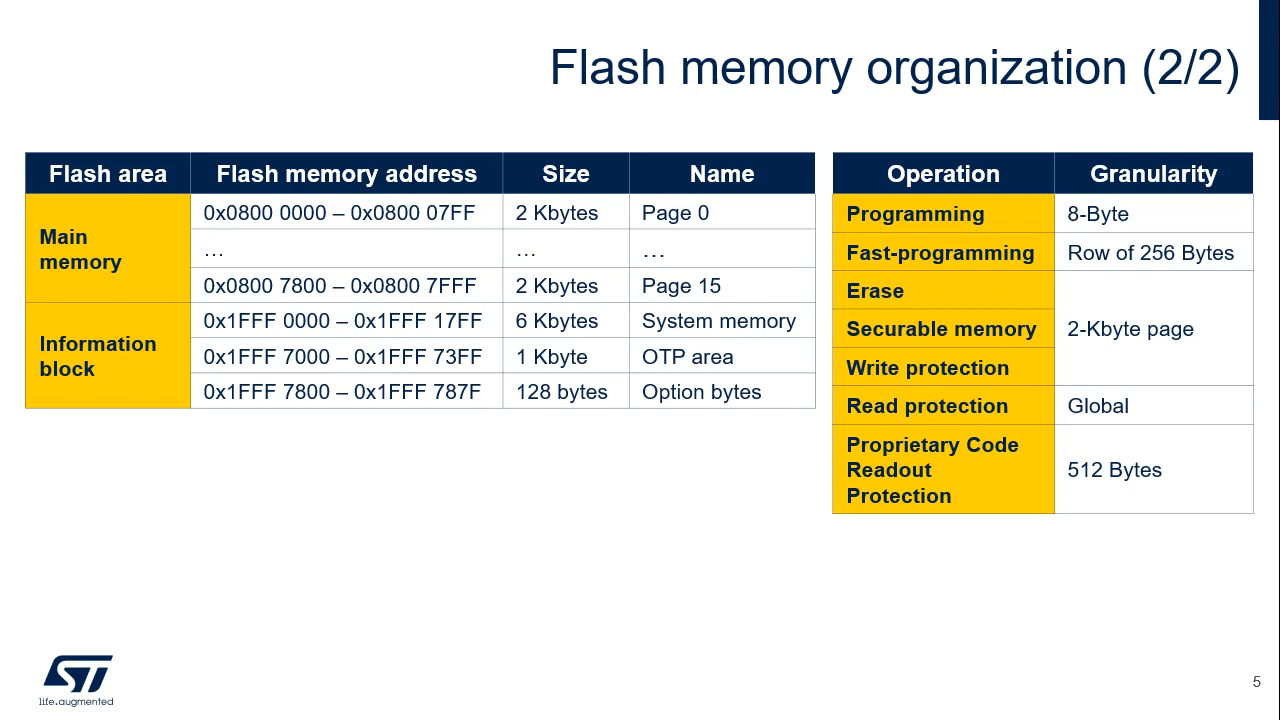 Flash memory organization (2/2)
Flash area Flash memory address Size Name
Main memory 0x0800 0000 – 0x0800 07FF 2 Kbytes Page 0
… … …
0x0800 7800 – 0x0800 7FFF 2 Kbytes Page 15
Information block 0x1FFF 0000 – 0x1FFF 17FF 6 Kbytes System memory
0x1FFF 7000 – 0x1FFF 73FF 1 Kbyte OTP area
0x1FFF 7800 – 0x1FFF 787F 128 bytes Option bytes
Operation Granularity
Programming 8-Byte
Fast-programming Row of 256 Bytes
Erase
Securable memory 2-Kbyte page
Write protection
Read protection Global
Proprietary Code
Readout 512 Bytes
Protection
ST
life.augmented
5